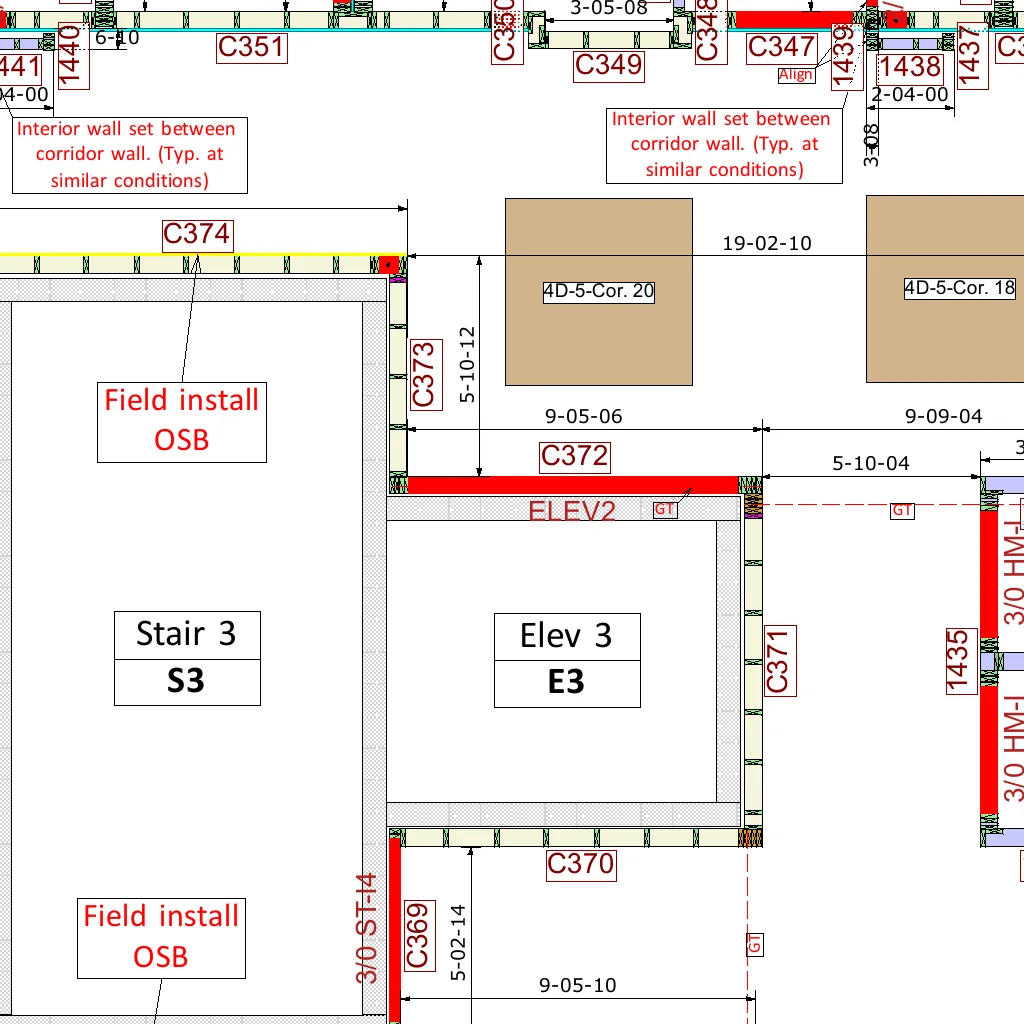 3-05-08
C350
C348
6-10
1440
C351
C349
C347
1439
1438
1437
C3
441
Align
04-00
2-04-00
Interior wall set between
corridor wall. (Typ. at
similar conditions)
Interior wall set between
corridor wall. (Typ. at
similar conditions)
3-08
C374
19-02-10
4D-5-Cor. 20
4D-5-Cor. 18
C373
5-10-12
Field install
OSB
9-05-06
9-09-04
C372
5-10-04
3
ELEV2
GT
GT
3/0 HM-I
Stair 3
S3
Elev 3
E3
C371
1435
3/0 HM-I
C370
3/0 ST-I4
C369
5-02-14
Field install
OSB
GT
9-05-10